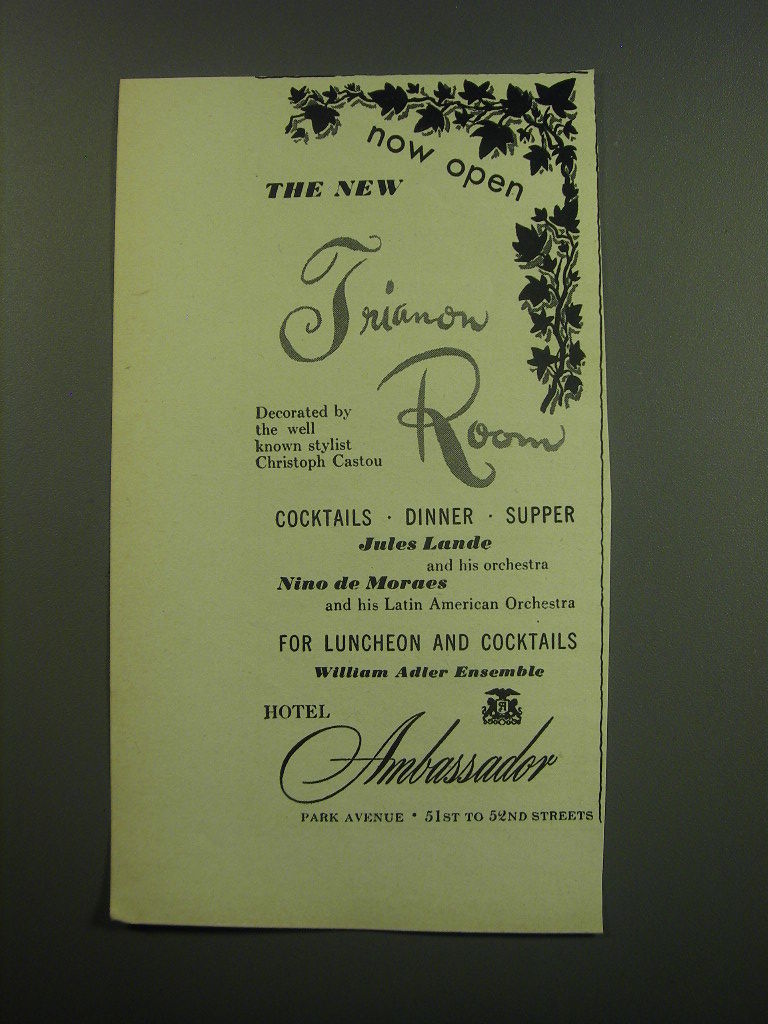 now open
THE NEW
Trianon
Room
Decorated by
the well
known stylist
Christoph Castou
COCKTAILS · DINNER · SUPPER
Jules Lande
and his orchestra
Nino de Moraes
and his Latin American Orchestra
FOR LUNCHEON AND COCKTAILS
William Adler Ensemble
A
HOTEL
Ambassador
PARK AVENUE • 51ST TO 52ND STREETS